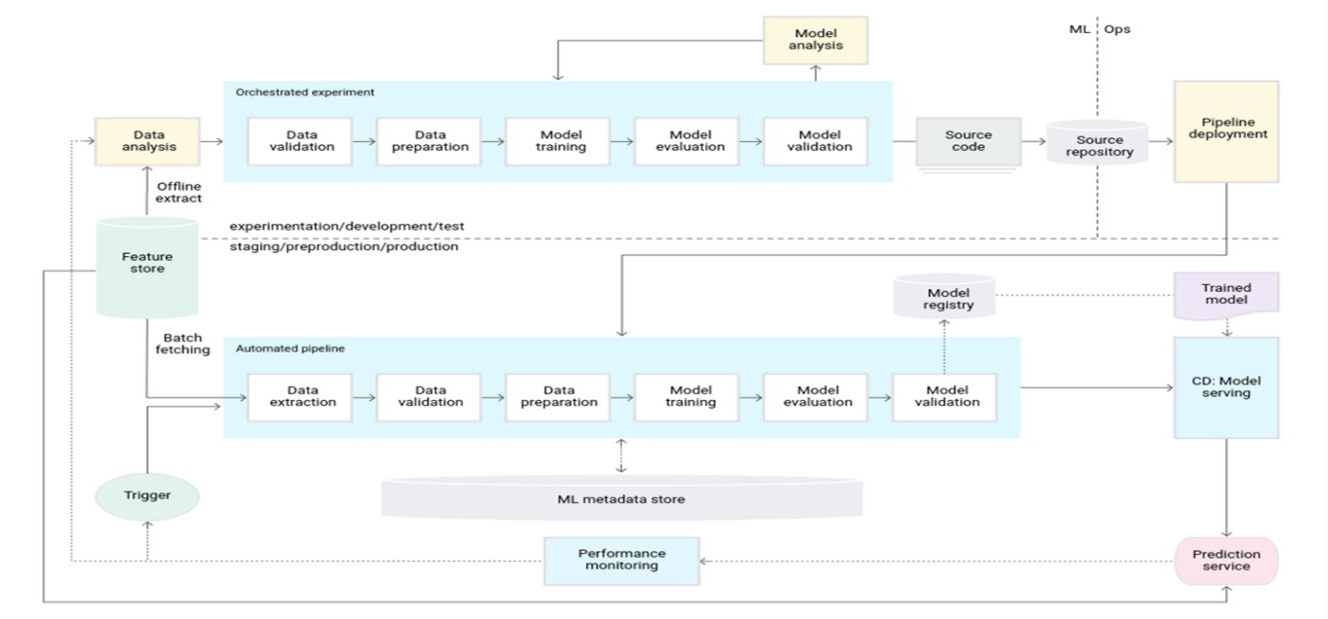 Model
analysis
ML
Ops
Orchestrated experiment
Data
analysis
Data
validation
Data
preparation
Model
training
Model
evaluation
Model
validation
Source
code
Source
repository
Pipeline
deployment
Offline
extract
experimentation/development/test
staging/preproduction/production
Feature
store
Model
registry
Trained
model
Batch
fetching
Automated pipeline
Data
extraction
Data
validation
Data
preparation
Model
training
Model
evaluation
Model
validation
CD: Model
serving
Trigger
ML metadata store
Performance
monitoring
Prediction
service